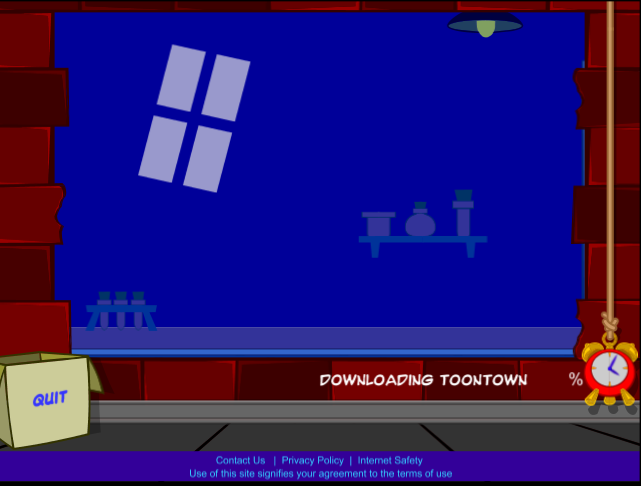 DOWNLOADING TOONTOWN %
QUIT
Contact Us | Privacy Policy | Internet Safety
Use of this site signifies your agreement to the terms of use